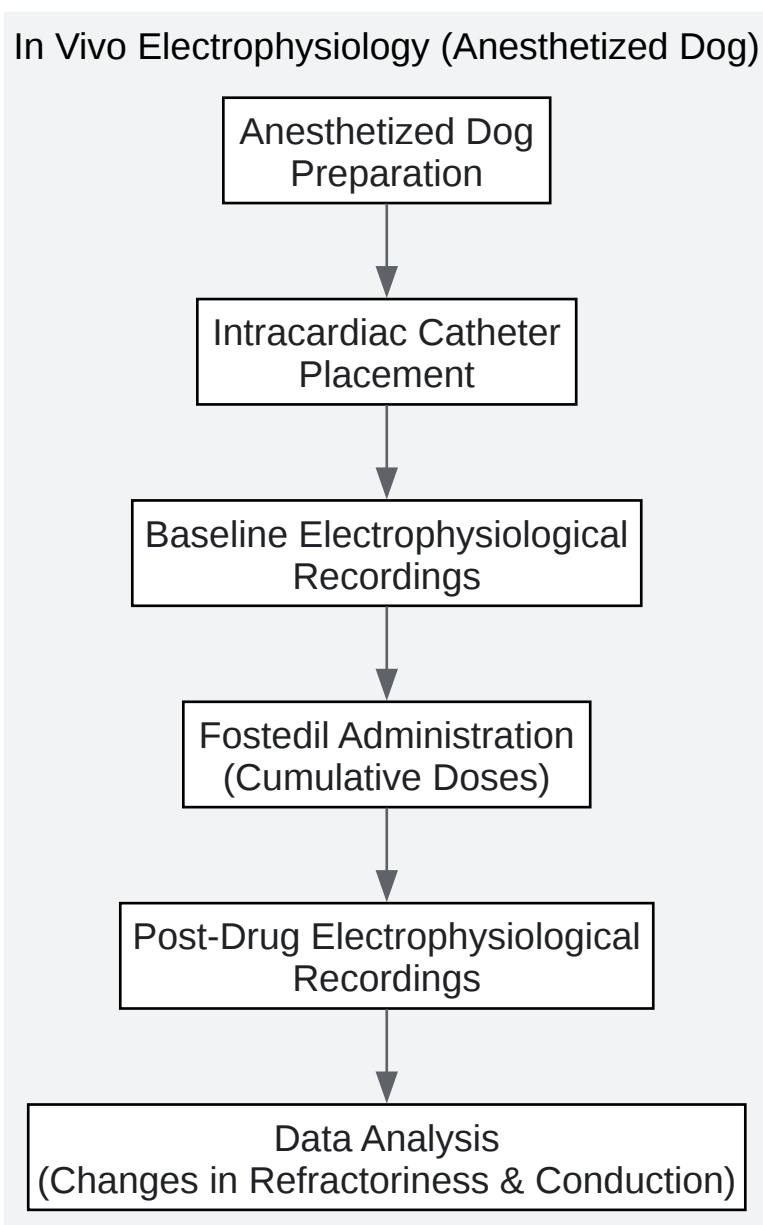 In Vivo Electrophysiology (Anesthetized Dog)
Anesthetized Dog
Preparation
Intracardiac Catheter
Placement
Baseline Electrophysiological
Recordings
Fostedil Administration
(Cumulative Doses)
Post-Drug Electrophysiological
Recordings
Data Analysis
(Changes in Refractoriness & Conduction)